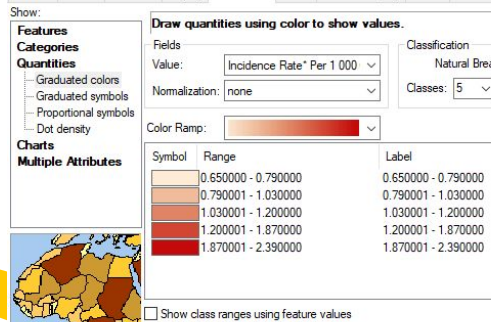 Show:
Features
Categories
Quantities
Graduated colors
Graduated symbols
Proportional symbols
Dot density
Charts
Multiple Attributes
Draw quantities using color to show values.
Fields
Value: Incidence Rate* Per 1 000
Normalization: none
Classification
Natural Brea
Classes: 5
Color Ramp:
Symbol Range Label
0.650000 - 0.790000 0.650000 - 0.790000
0.790001 - 1.030000 0.790001 - 1.030000
1.030001 - 1.200000 1.030001 - 1.200000
1.200001 - 1.870000 1.200001 - 1.870000
1.870001 - 2.390000 1.870001 - 2.390000
Show class ranges using feature values